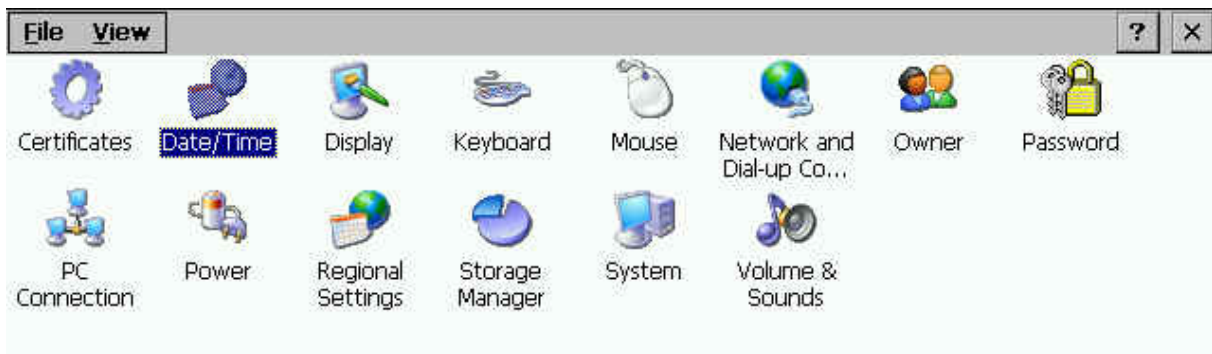 File View ? ×
Certificates Date/Time Display Keyboard Mouse Network and Dial-up Co... Owner Password
PC Connection Power Regional Settings Storage Manager System Volume & Sounds